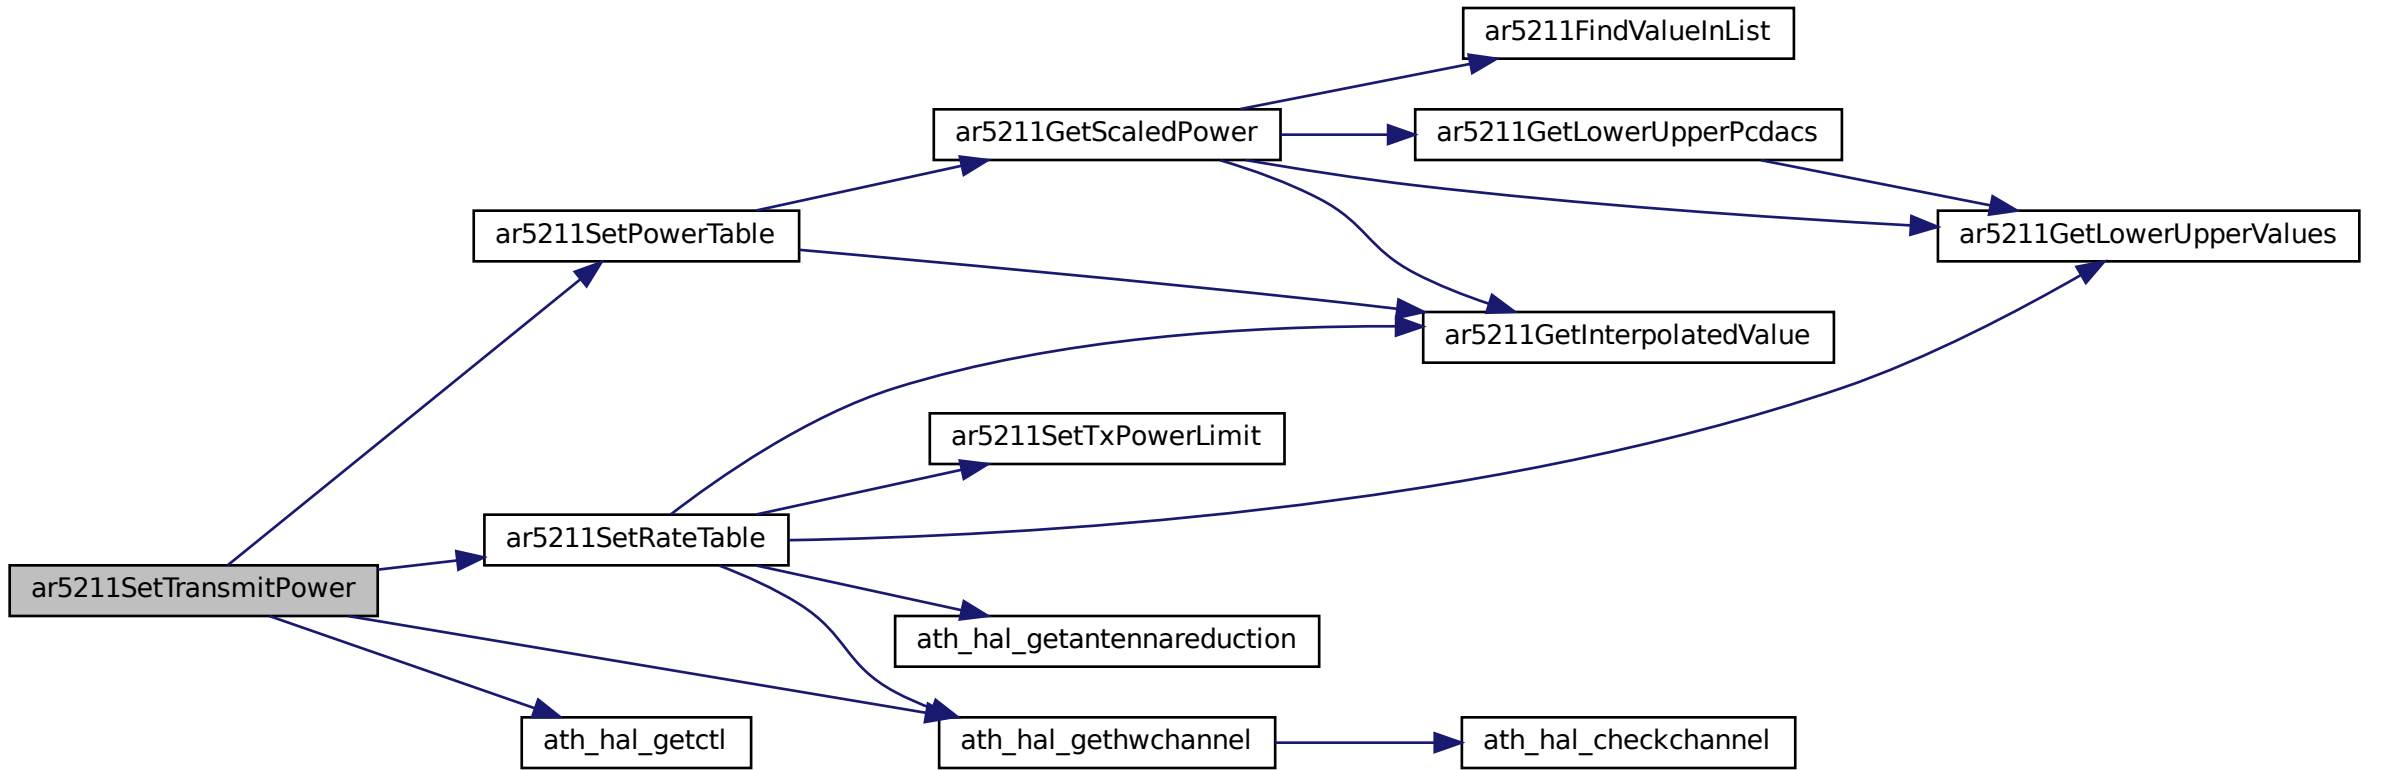 ar5211FindValueInList
ar5211GetScaledPower
ar5211GetLowerUpperPcdacs
ar5211SetPowerTable
ar5211GetLowerUpperValues
ar5211GetInterpolatedValue
ar5211SetTxPowerLimit
ar5211SetRateTable
ar5211SetTransmitPower
ath_hal_getantennareduction
ath_hal_getctl
ath_hal_gethwchannel
ath_hal_checkchannel